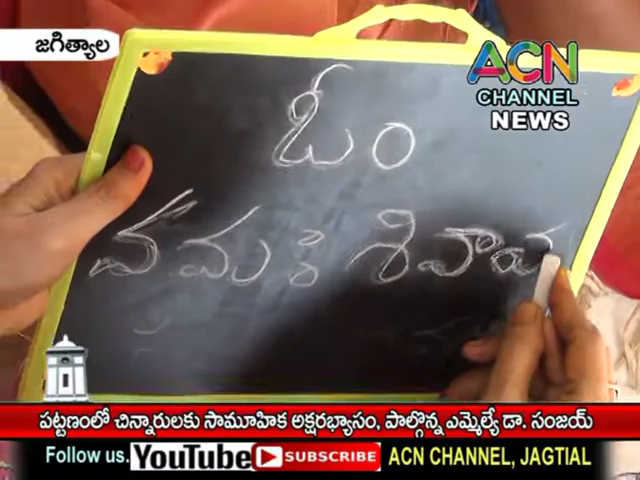 జగిత్యాల
ACN
CHANNEL
NEWS
ఓం
నమః శివాయ
పట్టణంలో చిన్నారులకు సామూహిక అక్షరభ్యాసం, పాల్గొన్న ఎమ్మెల్యే డా. సంజయ్
Follow us. YouTube SUBSCRIBE ACN CHANNEL, JAGTIAL